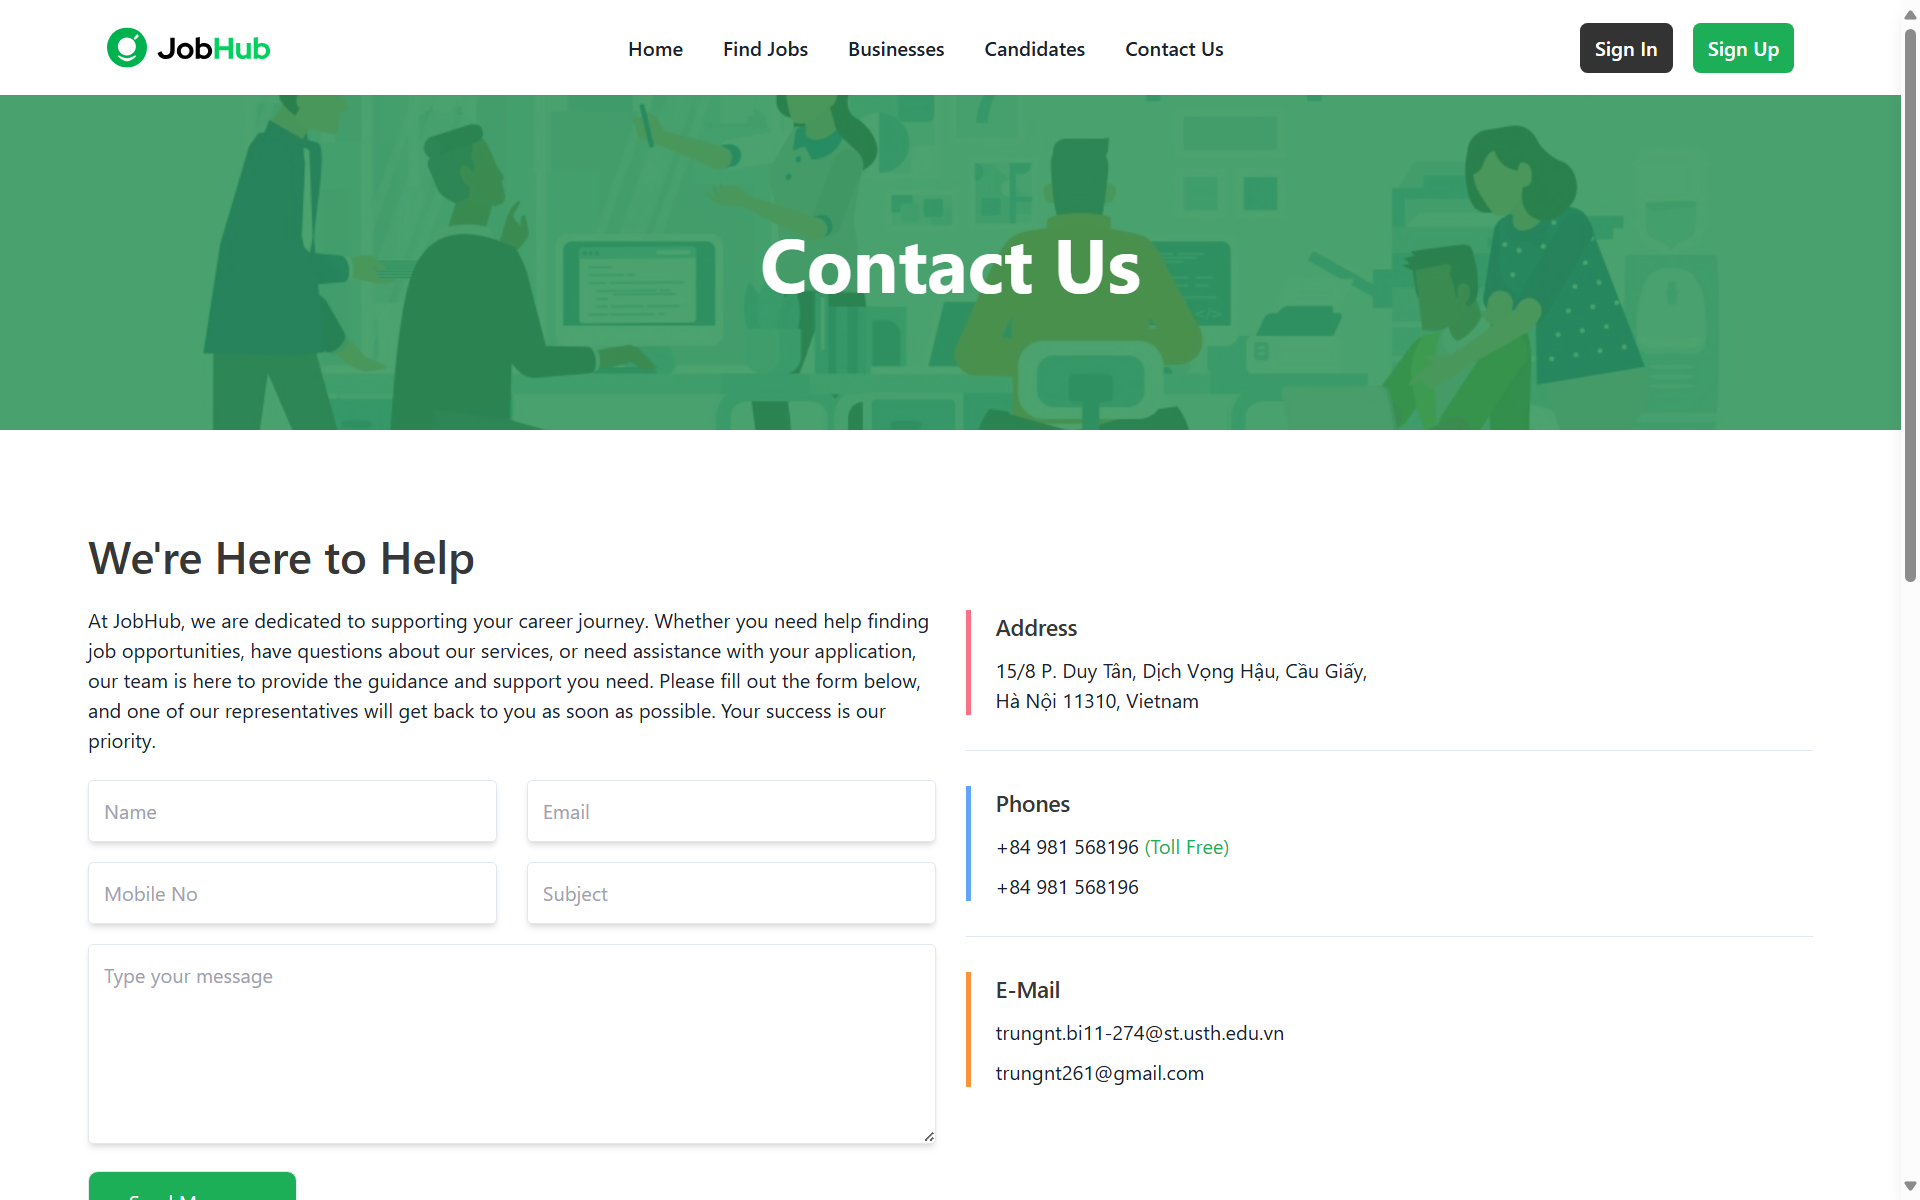 JobHub
Home
Find Jobs
Businesses
Candidates
Contact Us
Sign In
Sign Up
Contact Us
We're Here to Help
At JobHub, we are dedicated to supporting your career journey. Whether you need help finding
job opportunities, have questions about our services, or need assistance with your application,
our team is here to provide the guidance and support you need. Please fill out the form below,
and one of our representatives will get back to you as soon as possible. Your success is our
priority.
Name
Email
Mobile No
Subject
Type your message
Address
15/8 P. Duy Tân, Dịch Vọng Hậu, Cầu Giấy,
Hà Nội 11310, Vietnam
Phones
+84 981 568196 (Toll Free)
+84 981 568196
E-Mail
trungnt.bi11-274@st.usth.edu.vn
trungnt261@gmail.com